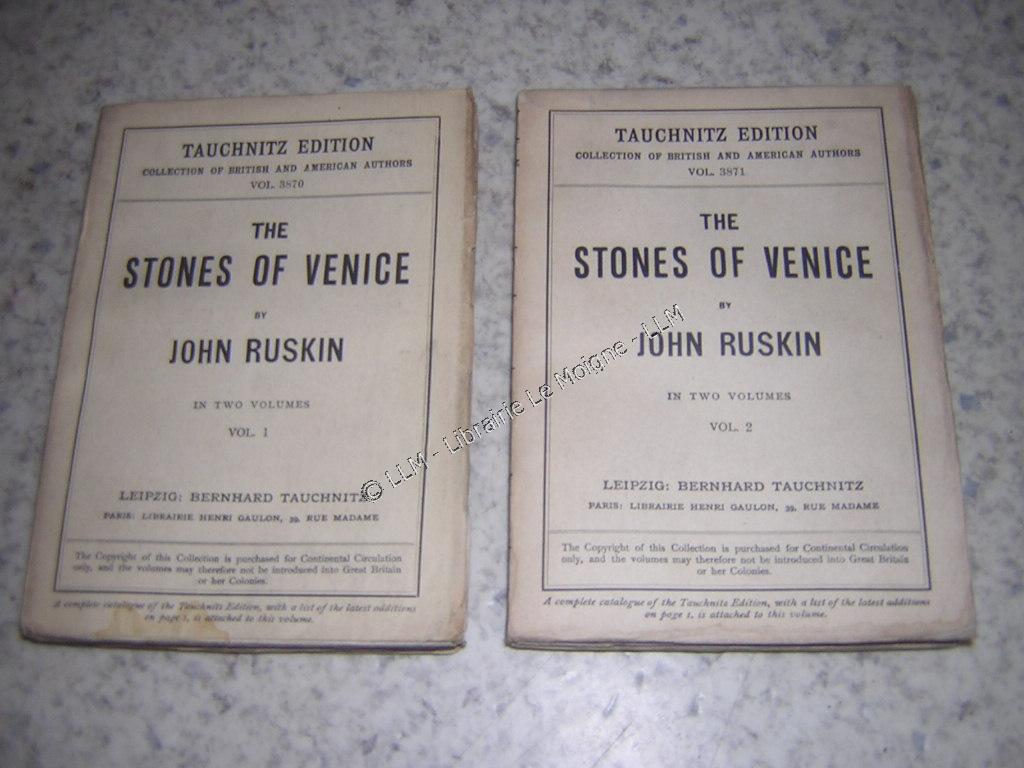 TAUCHNITZ EDITION
COLLECTION OF BRITISH AND AMERICAN AUTHORS
VOL. 3870
THE
STONES OF VENICE
BY
JOHN RUSKIN
IN TWO VOLUMES
VOL. 1
LEIPZIG: BERNHARD TAUCHNITZ
PARIS: LIBRAIRIE HENRI GAULON, 39, RUE MADAME
The Copyright of this Collection is purchased for Continental Circulation
only, and the volumes may therefore not be introduced into Great Britain
or her Colonies.
A complete catalogue of the Tauchnitz Edition, with a list of the latest additions
on page 1, is attached to this volume.
TAUCHNITZ EDITION
COLLECTION OF BRITISH AND AMERICAN AUTHORS
VOL. 3871
THE
STONES OF VENICE
BY
JOHN RUSKIN
IN TWO VOLUMES
VOL. 2
LEIPZIG: BERNHARD TAUCHNITZ
PARIS: LIBRAIRIE HENRI GAULON, 39, RUE MADAME
The Copyright of this Collection is purchased for Continental Circulation
only, and the volumes may therefore not be introduced into Great Britain
or her Colonies.
A complete catalogue of the Tauchnitz Edition, with a list of the latest additions
on page 1, is attached to this volume.
© LLM - Librairie Le Moigne - LLM